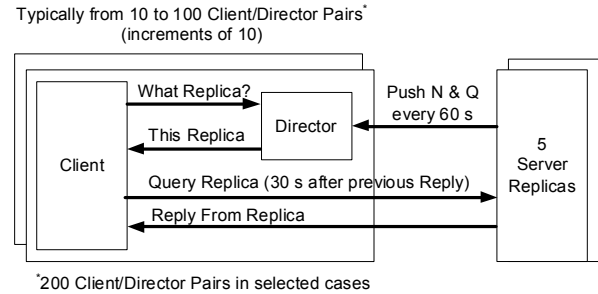 Typically from 10 to 100 Client/Director Pairs*
(increments of 10)
What Replica?
Director
This Replica
Client
Push N & Q
every 60 s
5
Server
Replicas
Query Replica (30 s after previous Reply)
Reply From Replica
*200 Client/Director Pairs in selected cases